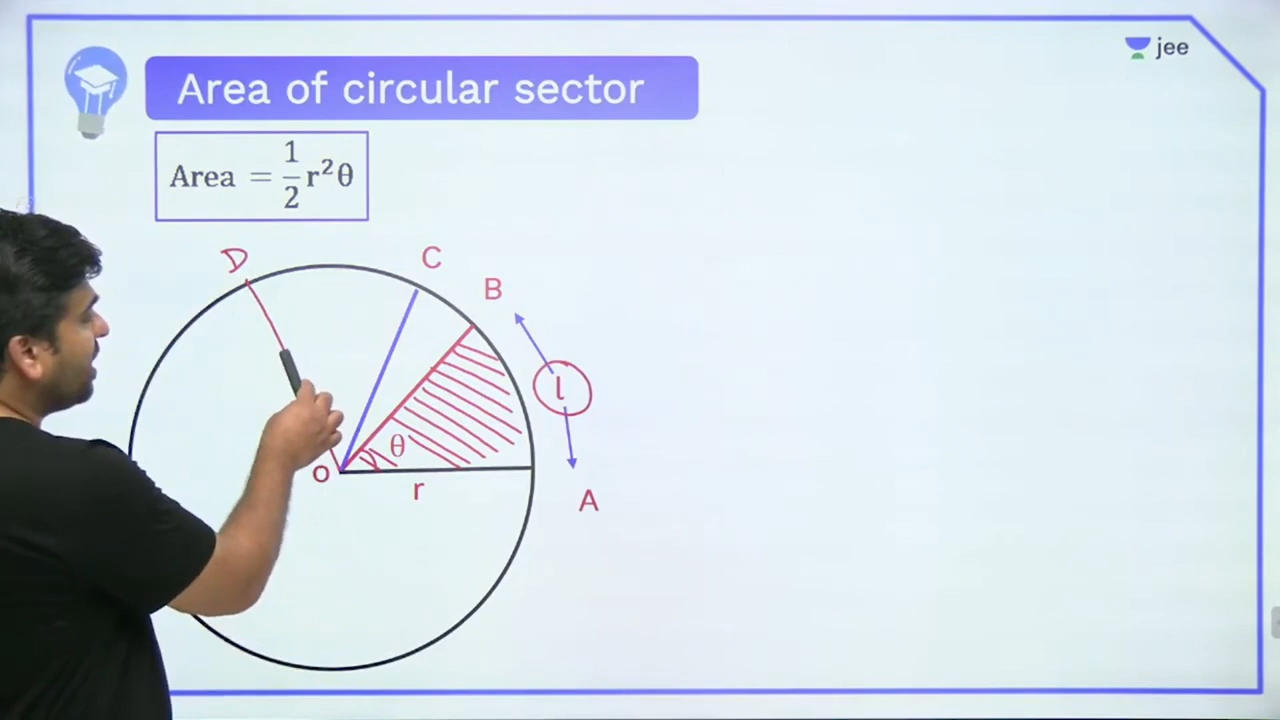 jee
Area of circular sector
Area = 1/2 r²θ
D
C
B
l
θ
O
r
A